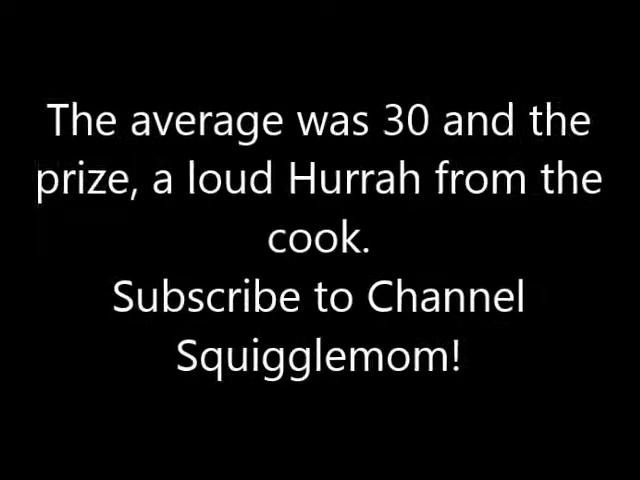 The average was 30 and the
prize, a loud Hurrah from the
cook.
Subscribe to Channel
Squigglemom!